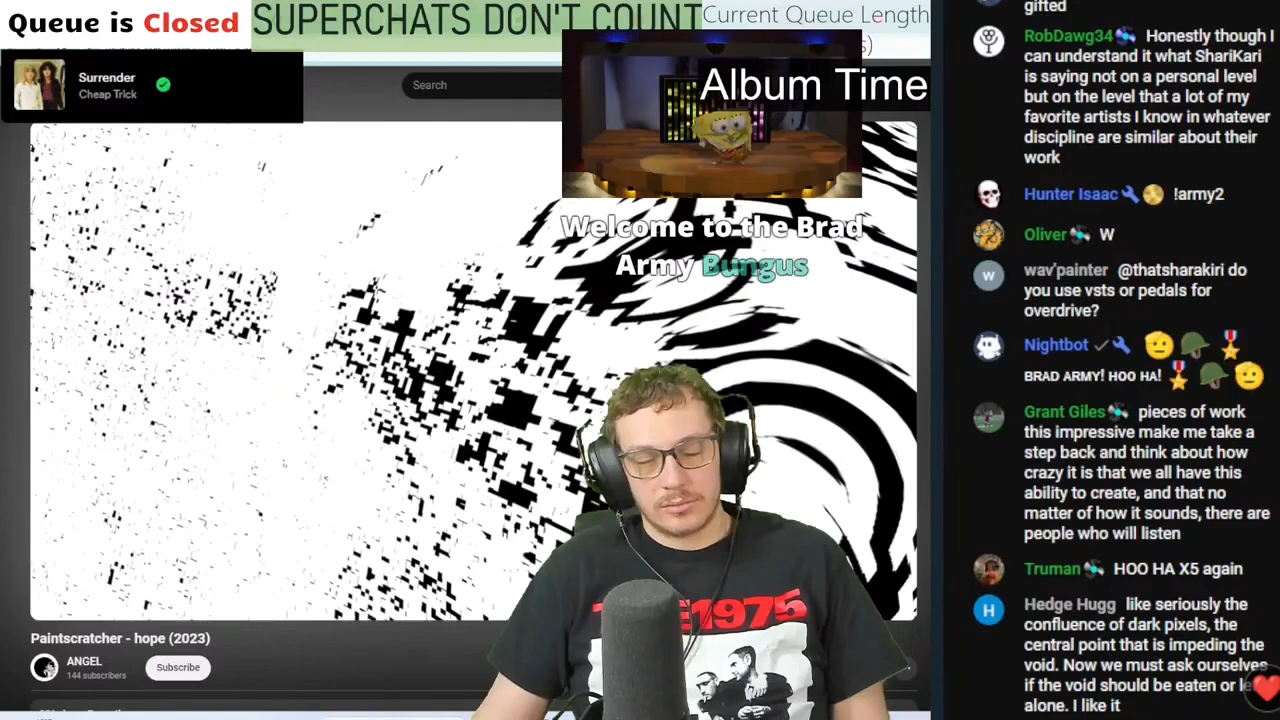 Queue is Closed
SUPERCHATS DON'T COUNT
Current Queue Length
s)
Surrender
Cheap Trick
Search
Album Time
Welcome to the Brad
Army Bungus
THE 1975
Paintscratcher - hope (2023)
ANGEL
144 subscribers
Subscribe
gifted
RobDawg34 Honestly though I
can understand it what ShariKari
is saying not on a personal level
but on the level that a lot of my
favorite artists I know in whatever
discipline are similar about their
work
Hunter Isaac !army2
Oliver W
W
wav'painter @thatsharakiri do
you use vsts or pedals for
overdrive?
Nightbot
BRAD ARMY! HOO HA!
Grant Giles pieces of work
this impressive make me take a
step back and think about how
crazy it is that we all have this
ability to create, and that no
matter of how it sounds, there are
people who will listen
Truman HOO HA X5 again
H
Hedge Hugg like seriously the
confluence of dark pixels, the
central point that is impeding the
void. Now we must ask ourselves
if the void should be eaten or le
alone. I like it